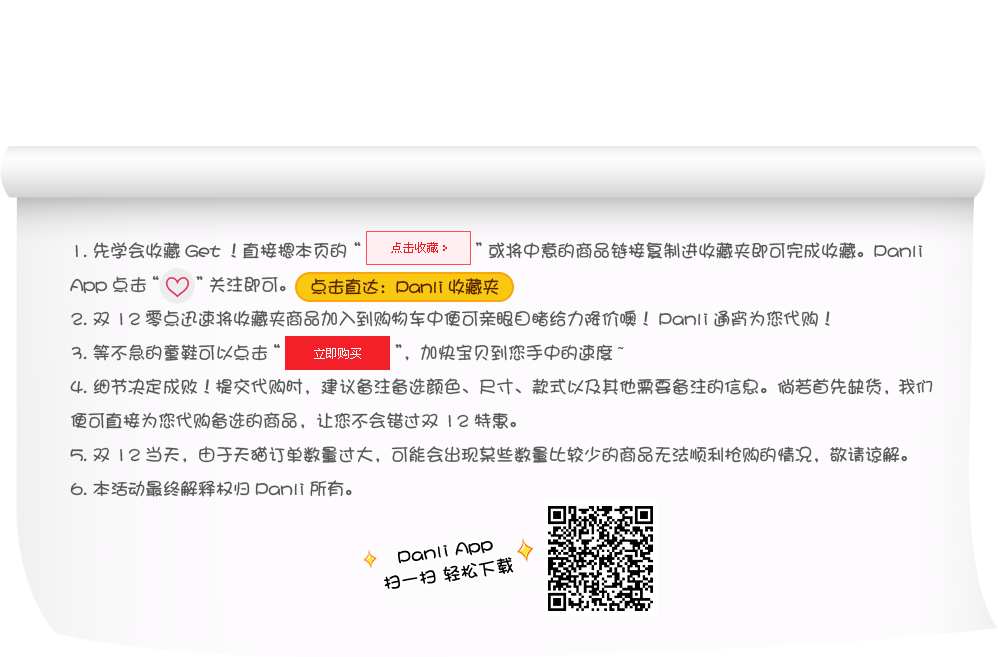 1. 先学会收藏 Get ！直接摁本页的 “ 点击收藏 > ” 或将中意的商品链接复制进收藏夹即可完成收藏。Danli
App 点击 “ ” 关注即可。 点击直达：Danli 收藏夹
2. 双 12 零点迅速将收藏夹商品加入到购物车中便可亲眼目睹给力降价噢！ Danli 通宵为您代购！
3. 等不急的童鞋可以点击 “ 立即购买 ”，加快宝贝到您手中的速度 ~
4. 细节决定成败！提交代购时，建议备注备选颜色、尺寸、款式以及其他需要备注的信息。倘若首先缺货，我们
便可直接为您代购备选的商品，让您不会错过双 12 特惠。
5. 双 12 当天，由于天猫订单数量过大，可能会出现某些数量比较少的商品无法顺利抢购的情况，敬请谅解。
6. 本活动最终解释权归 Danli 所有。
Danli App
扫一扫 轻松下载